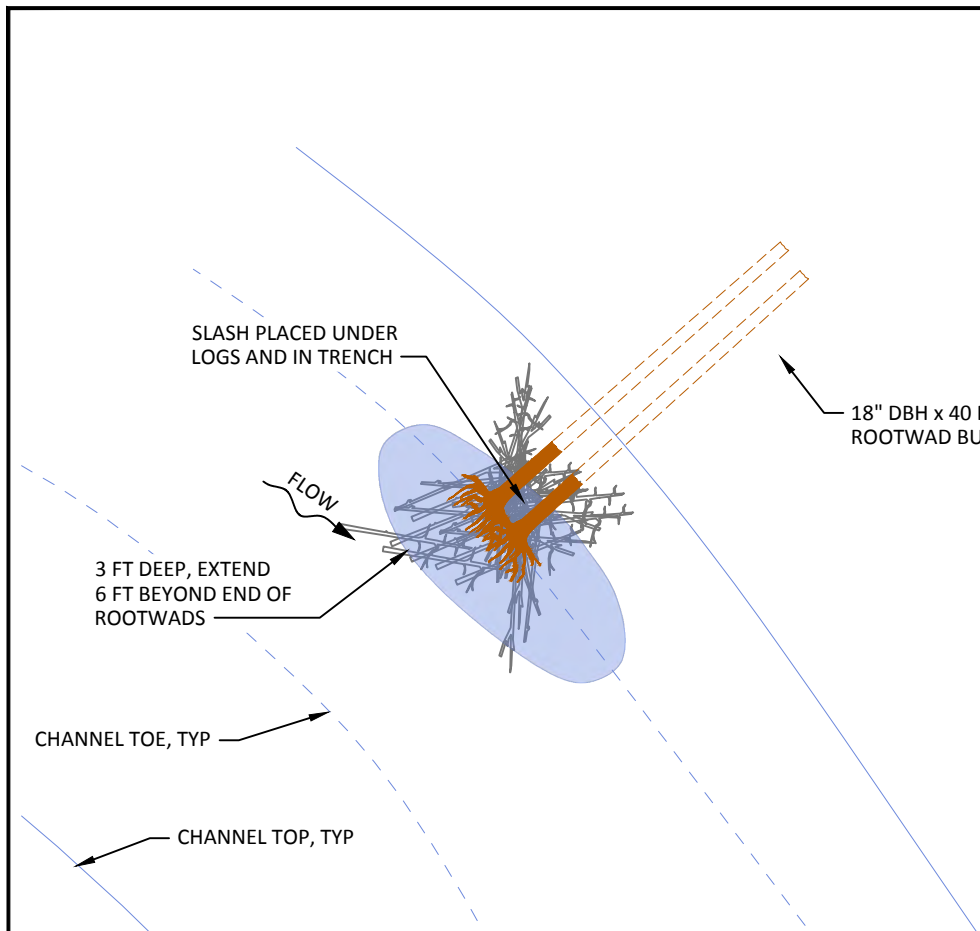 SLASH PLACED UNDER
LOGS AND IN TRENCH
18" DBH x 40
ROOTWAD
FLOW
3 FT DEEP, EXTEND
6 FT BEYOND END OF
ROOTWADS
CHANNEL TOE, TYP
CHANNEL TOP, TYP